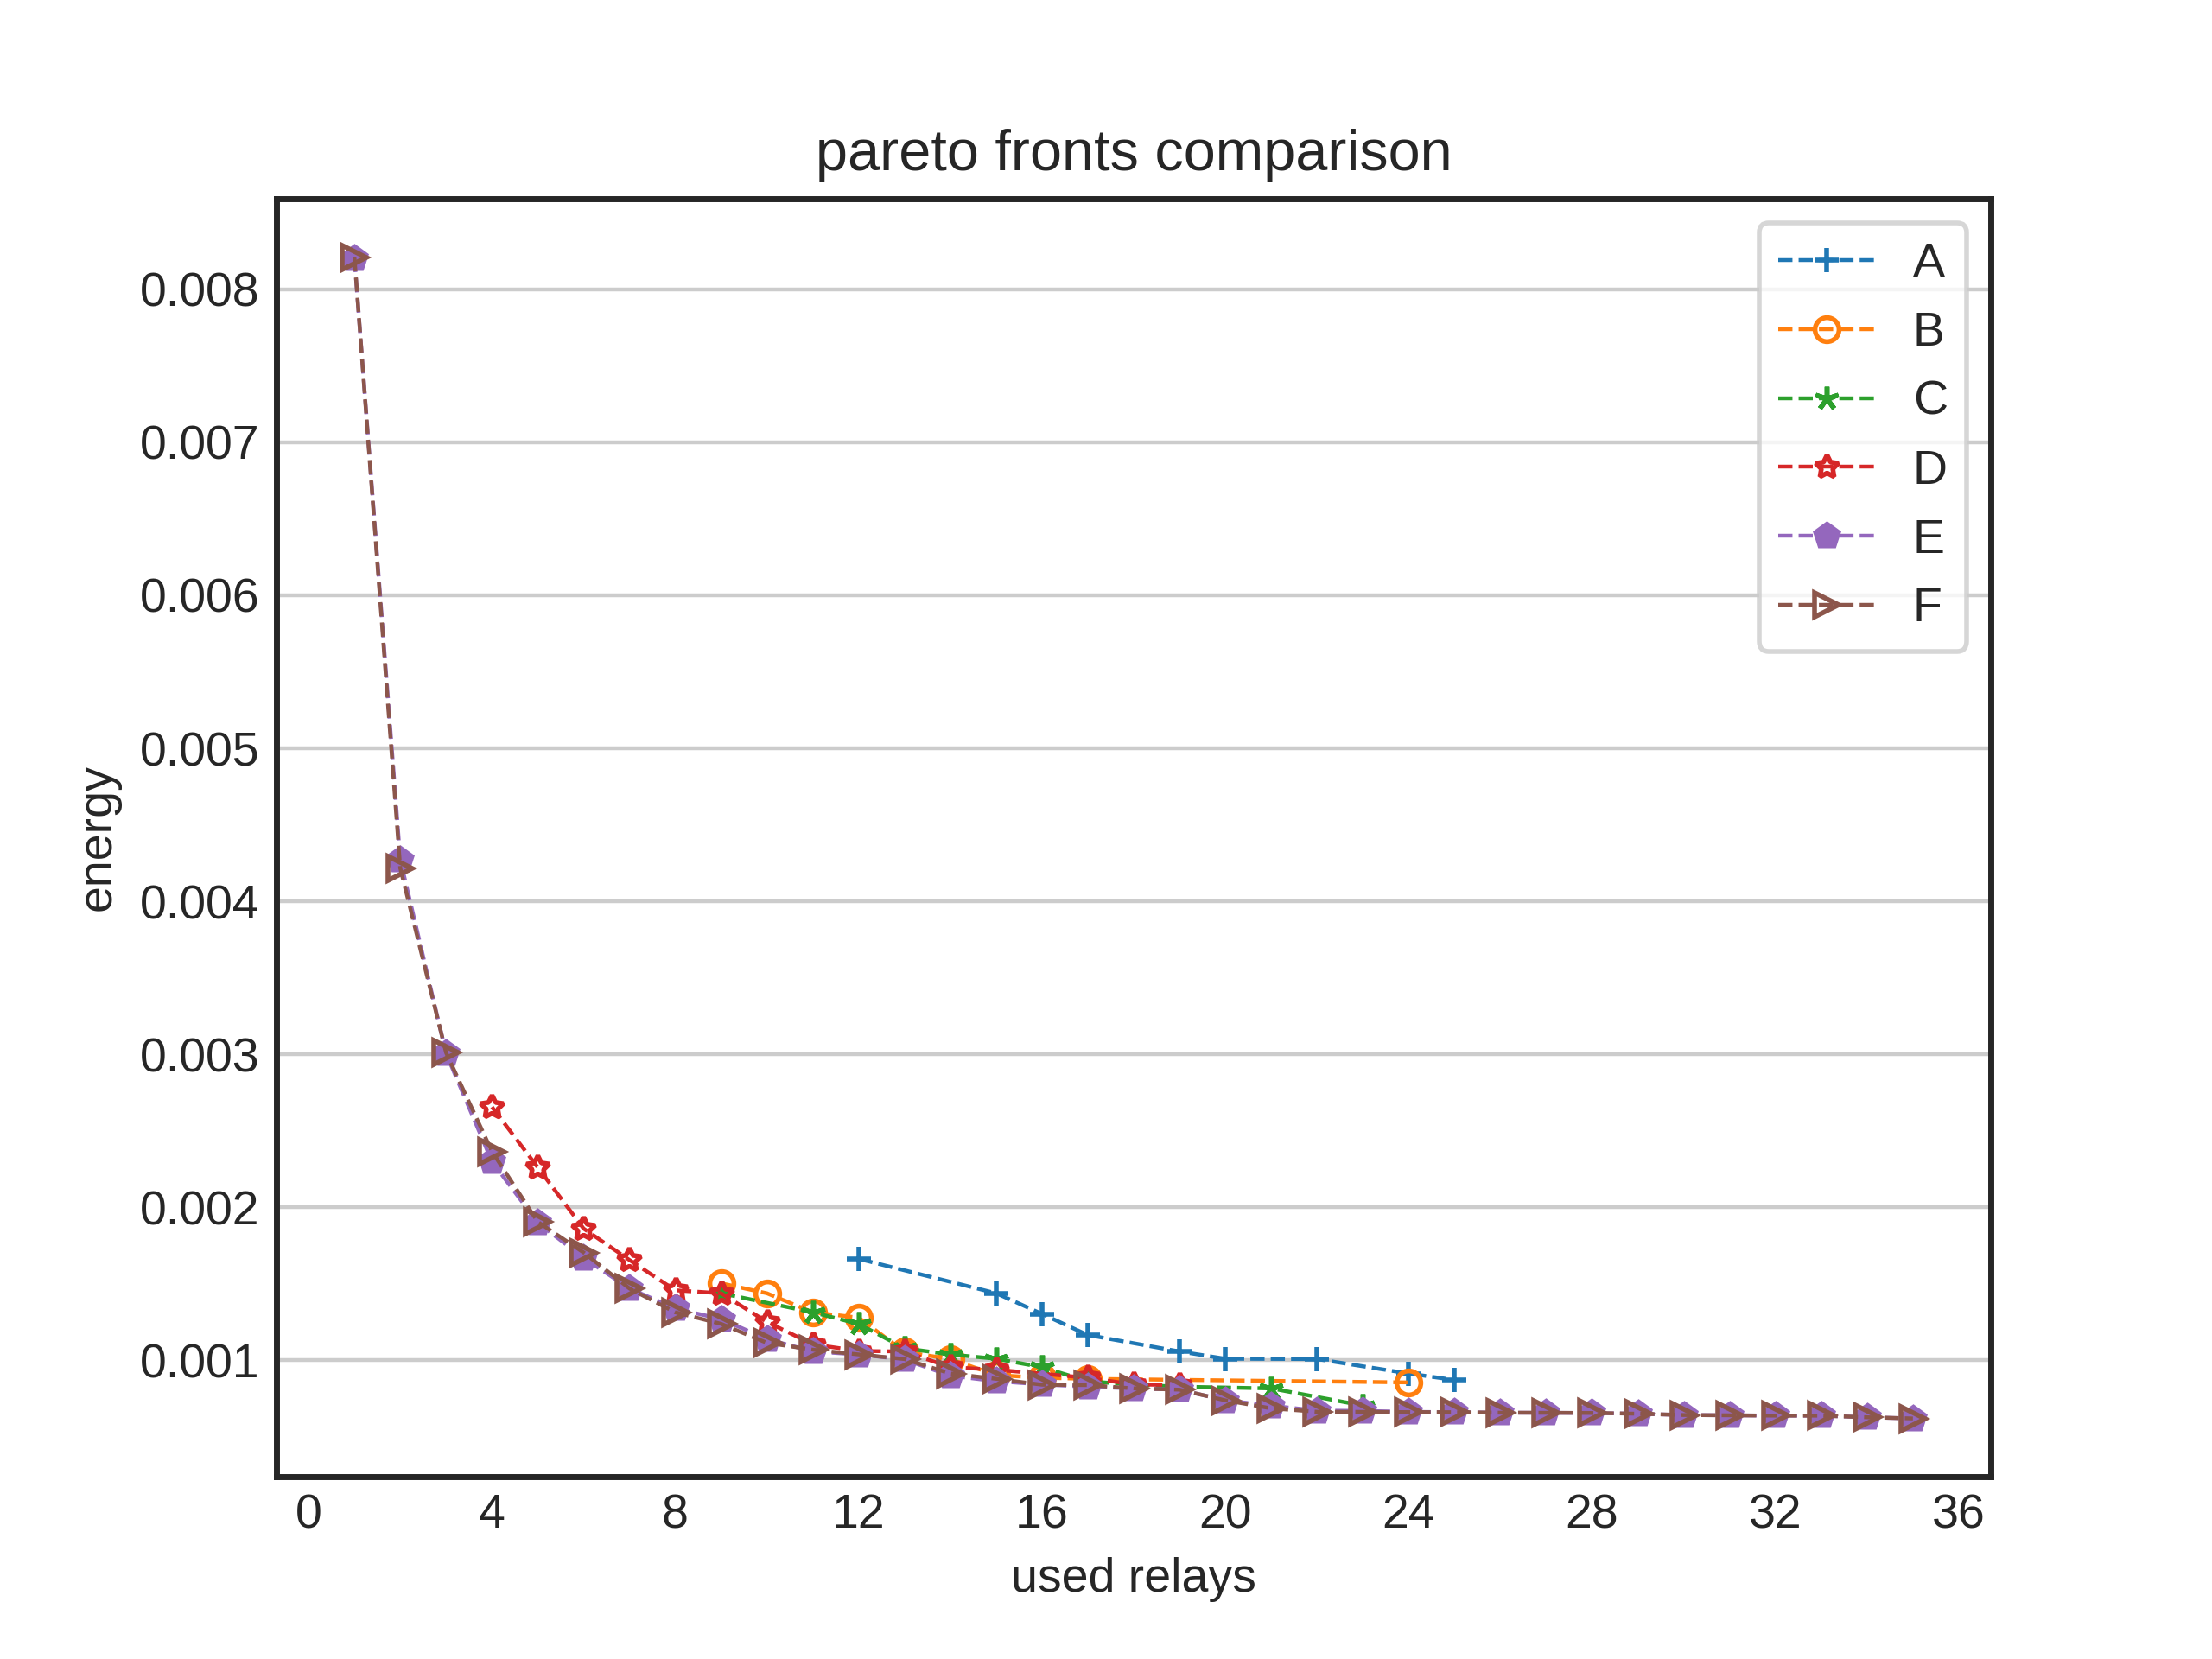 pareto fronts comparison
A
B
C
D
E
F
0.008
0.007
0.006
0.005
0.004
0.003
0.002
0.001
energy
0 4 8 12 16 20 24 28 32 36
used relays